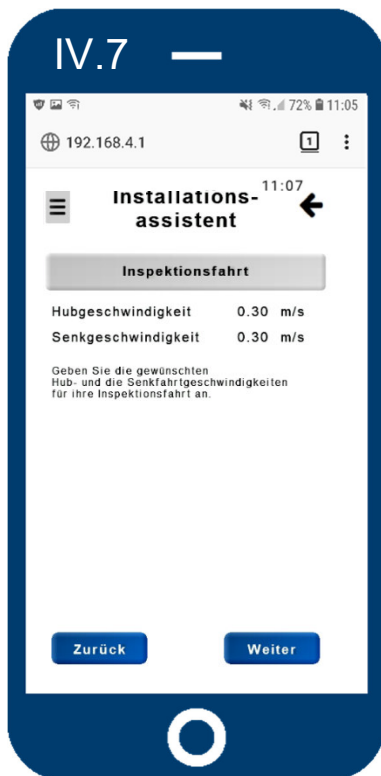 IV.7
72% 11:05
192.168.4.1 1
11:07
Installations-
assistent
Inspektionsfahrt
Hubgeschwindigkeit 0.30 m/s
Senkgeschwindigkeit 0.30 m/s
Geben Sie die gewünschten
Hub- und die Senkfahrtgeschwindigkeiten
für ihre Inspektionsfahrt an.
Zurück Weiter